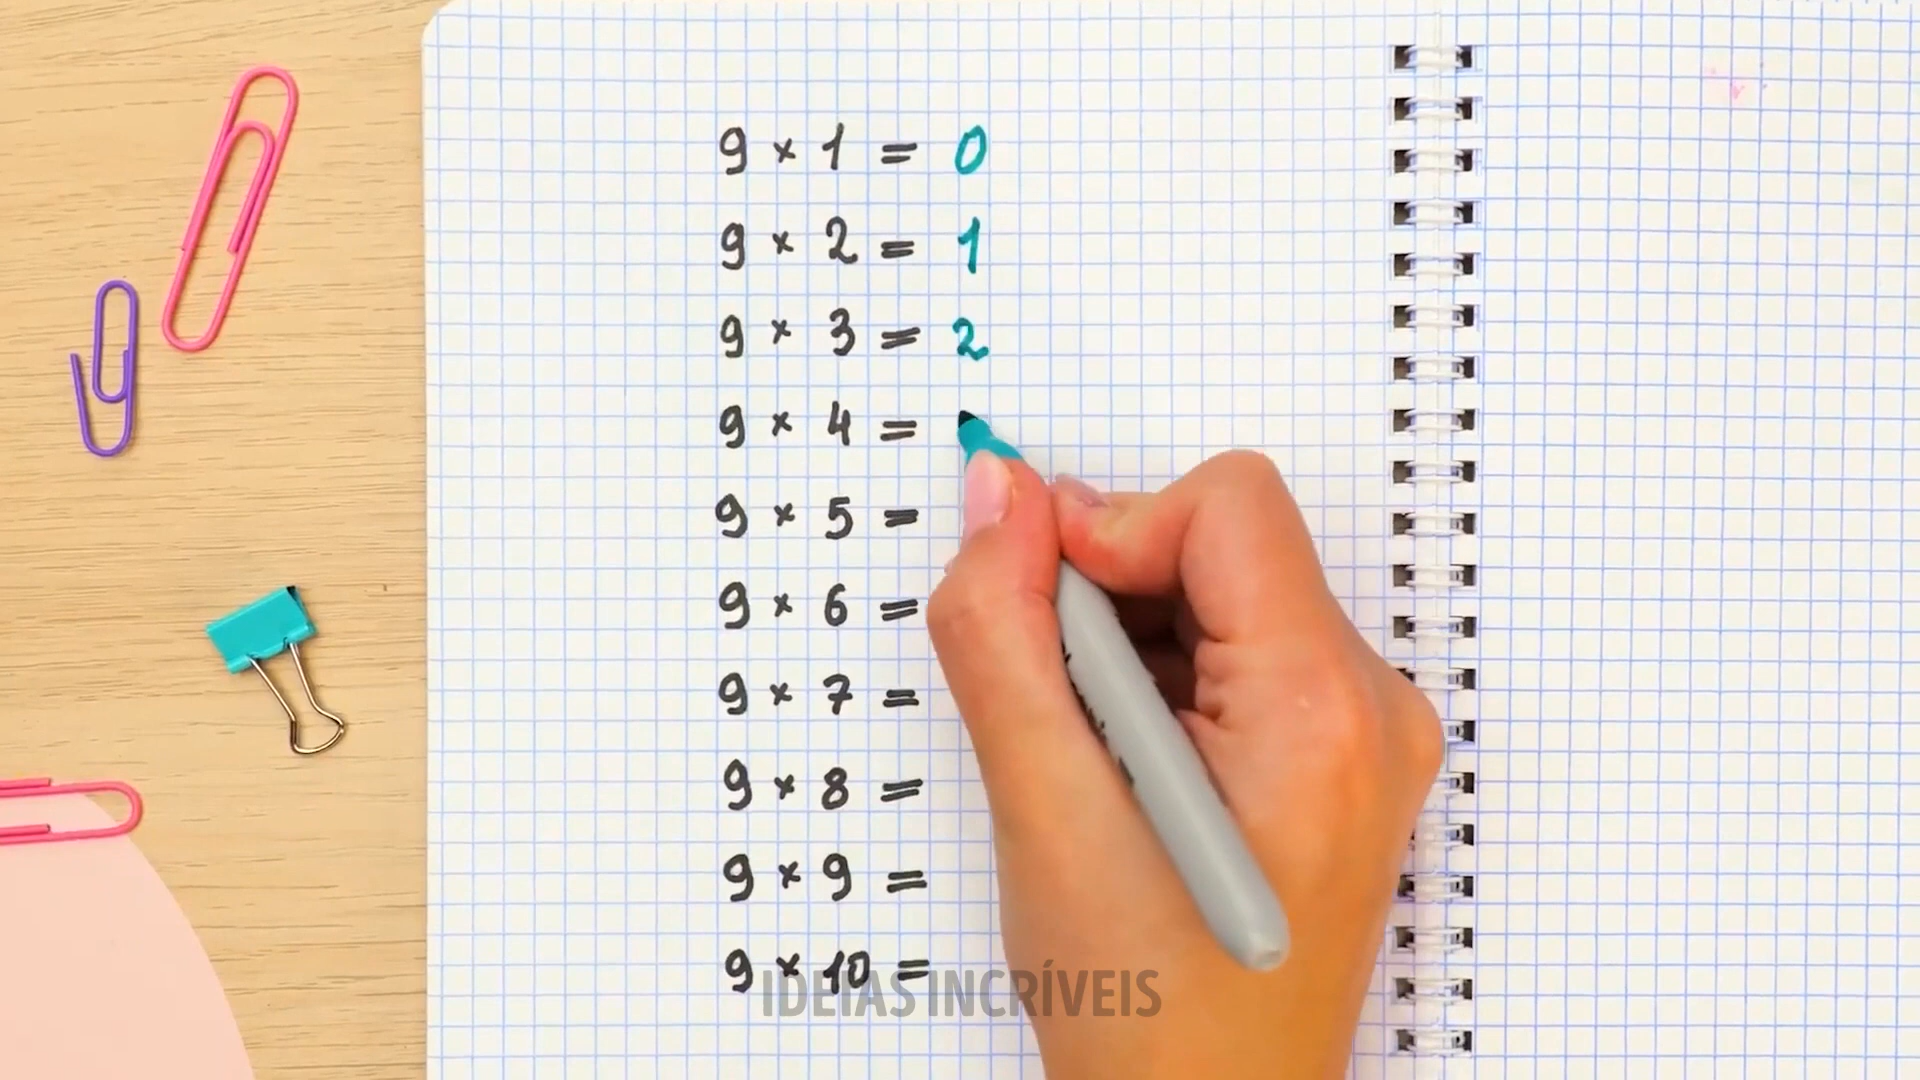 9 × 1 = 0
9 × 2 = 1
9 × 3 = 2
9 × 4 =
9 × 5 =
9 × 6 =
9 × 7 =
9 × 8 =
9 × 9 =
9 × 10 =
IDEIAS INCRÍVEIS